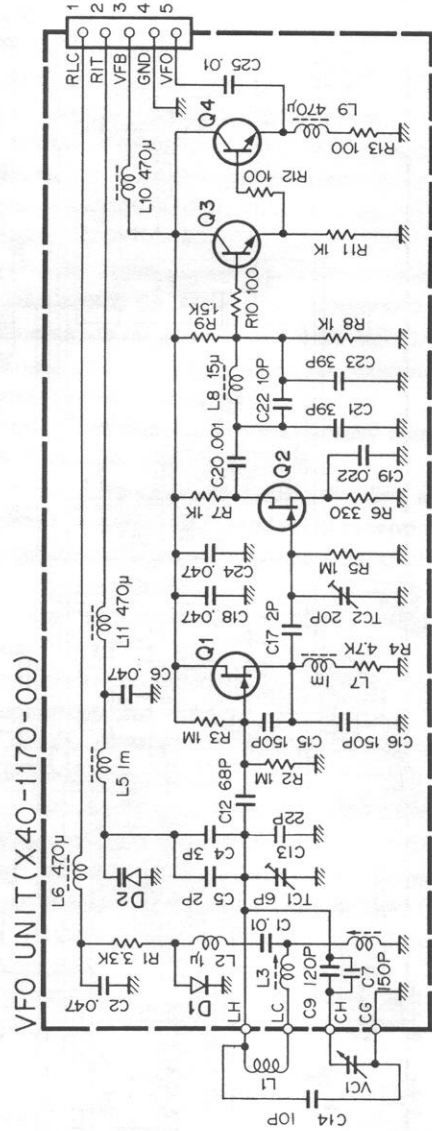 VFO UNIT (X40-1170-00)
RLC 1
RIT 2
VFB 3
GND 4
VFO 5
C25 .01
L6 470μ
L5 1m
L11 470μ
L10 470μ
Q4
L9 470μ
R13 100
R12 100
Q3
R11 1K
R10 100
R9 15K
R8 1K
L8 15μ
C22 10P
C23 39P
C21 39P
C20 .001
Q2
C19 .022
R7 1K
R6 330
C24 .047
C18 .047
R5 1M
TC2 20P
C17 2P
Q1
R4 4.7K
L7 1m
R3 1M
C15 150P
C16 150P
R2 1M
C12 68P
C6 .047
D2
C4 3P
C13 22P
C5 2P
TC1 6P
R1 3.3K
L2 1μ
C1 .01
C2 .047
D1
L3
LH
LC
C9 120P
CH
C7 150P
CG
L1
VC1
C14 10P